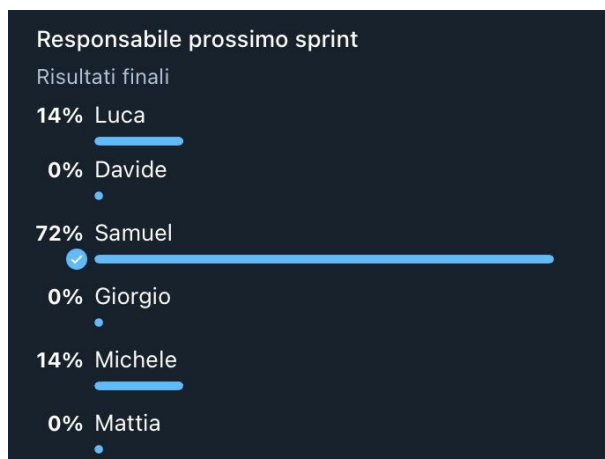 Responsabile prossimo sprint
Risultati finali
14% Luca
0% Davide
72% Samuel
0% Giorgio
14% Michele
0% Mattia